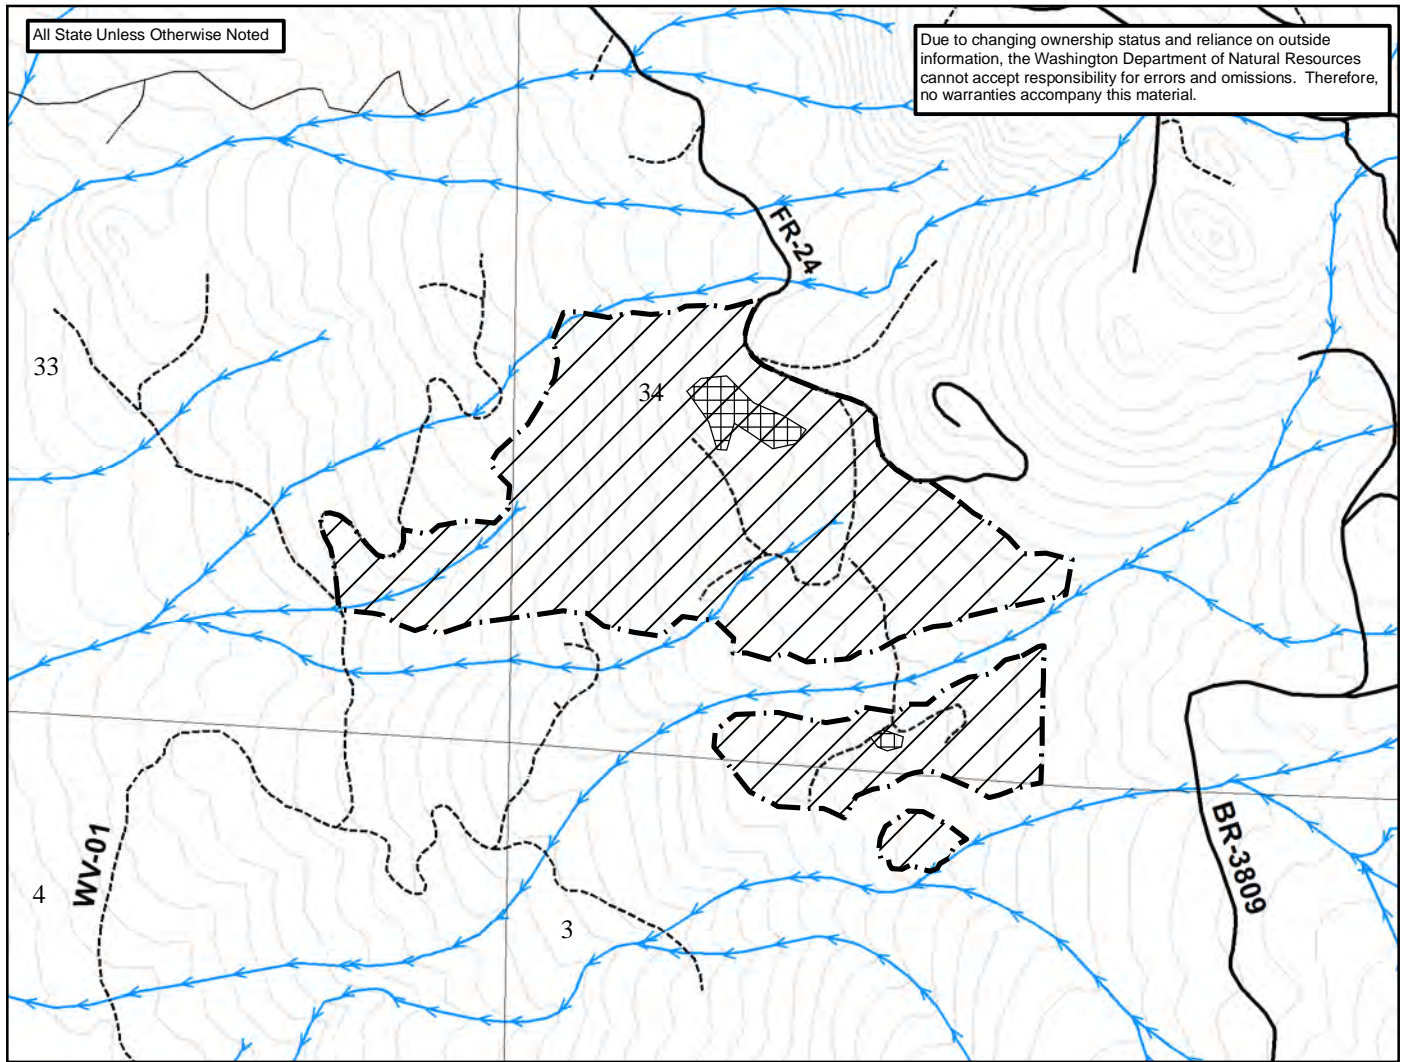 All State Unless Otherwise Noted
Due to changing ownership status and reliance on outside
information, the Washington Department of Natural Resources
cannot accept responsibility for errors and omissions. Therefore,
no warranties accompany this material.
FR-24
33
34
WV-01
BR-3809
4
3